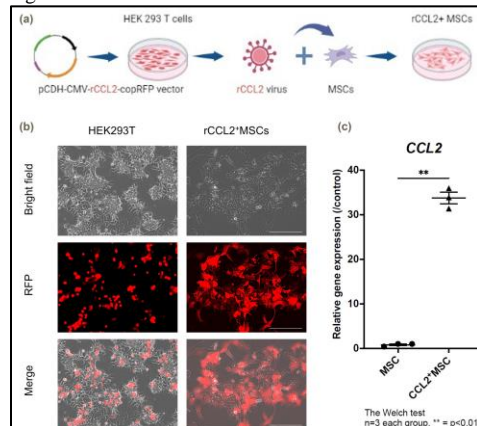 (a)
HEK 293 T cells
rCCL2+ MSCs
pCDH-CMV-rCCL2-copRFP vector
rCCL2 virus
MSCs
(b)
HEK293T
rCCL2⁺MSCs
Bright field
RFP
Merge
(c)
CCL2
**
Relative gene expression (/control)
40
30
20
10
0
MSC
CCL2⁺MSC
The Welch test
n=3 each group, ** = p<0.01